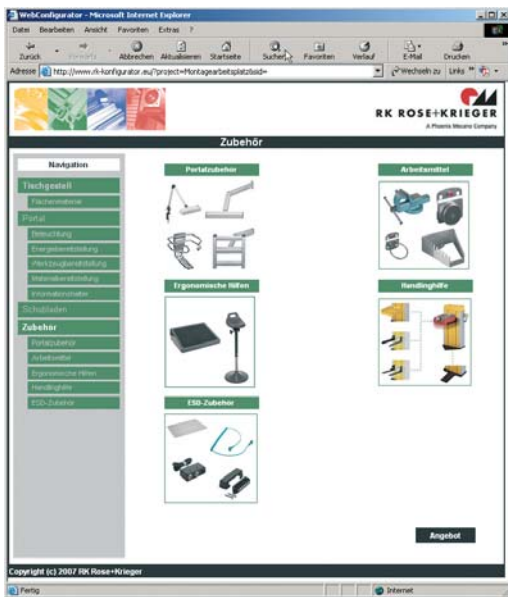 WebConfigurator - Microsoft Internet Explorer
Datei Bearbeiten Ansicht Favoriten Extras ?
Zurück Vorwärts Abbrechen Aktualisieren Startseite Suchen Favoriten Verlauf E-Mail Drucken
Adresse http://www.rk-konfigurator.eu/?project=Montagearbeitsplatz&sid= Wechseln zu Links
RK ROSE+KRIEGER
A Phoenix Mecano Company
Zubehör
Navigation
Tischgestell
Flächenmaterial
Portal
Beleuchtung
Energiebereitstellung
Werkzeugbereitstellung
Materialbereitstellung
Informationshalter
Schubladen
Zubehör
Portalzubehör
Arbeitsmittel
Ergonomische Hilfen
Handlinghilfe
ESD-Zubehör
Portalzubehör
Arbeitsmittel
Ergonomische Hilfen
Handlinghilfe
ESD-Zubehör
Angebot
Copyright (c) 2007 RK Rose+Krieger
Fertig Internet